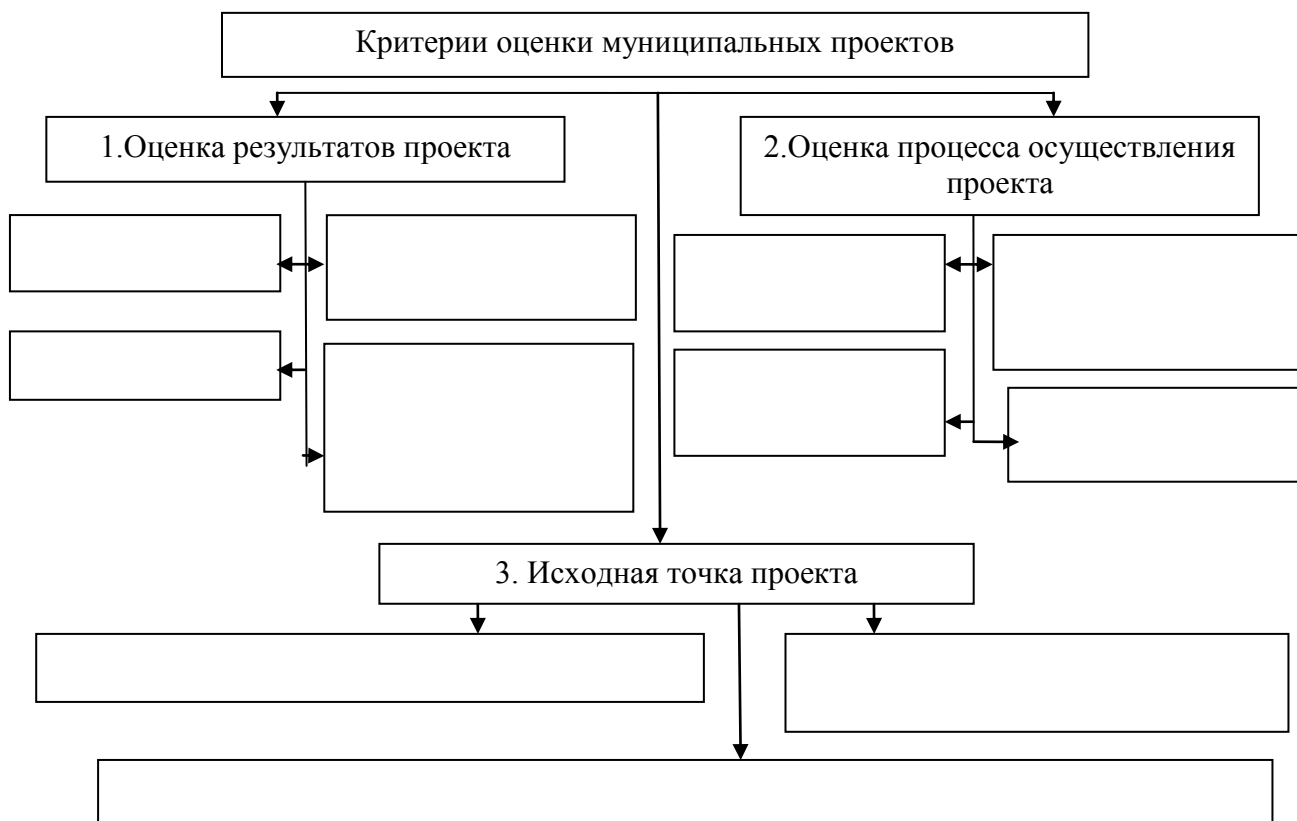 Критерии оценки муниципальных проектов
1.Оценка результатов проекта
2.Оценка процесса осуществления
проекта
3. Исходная точка проекта